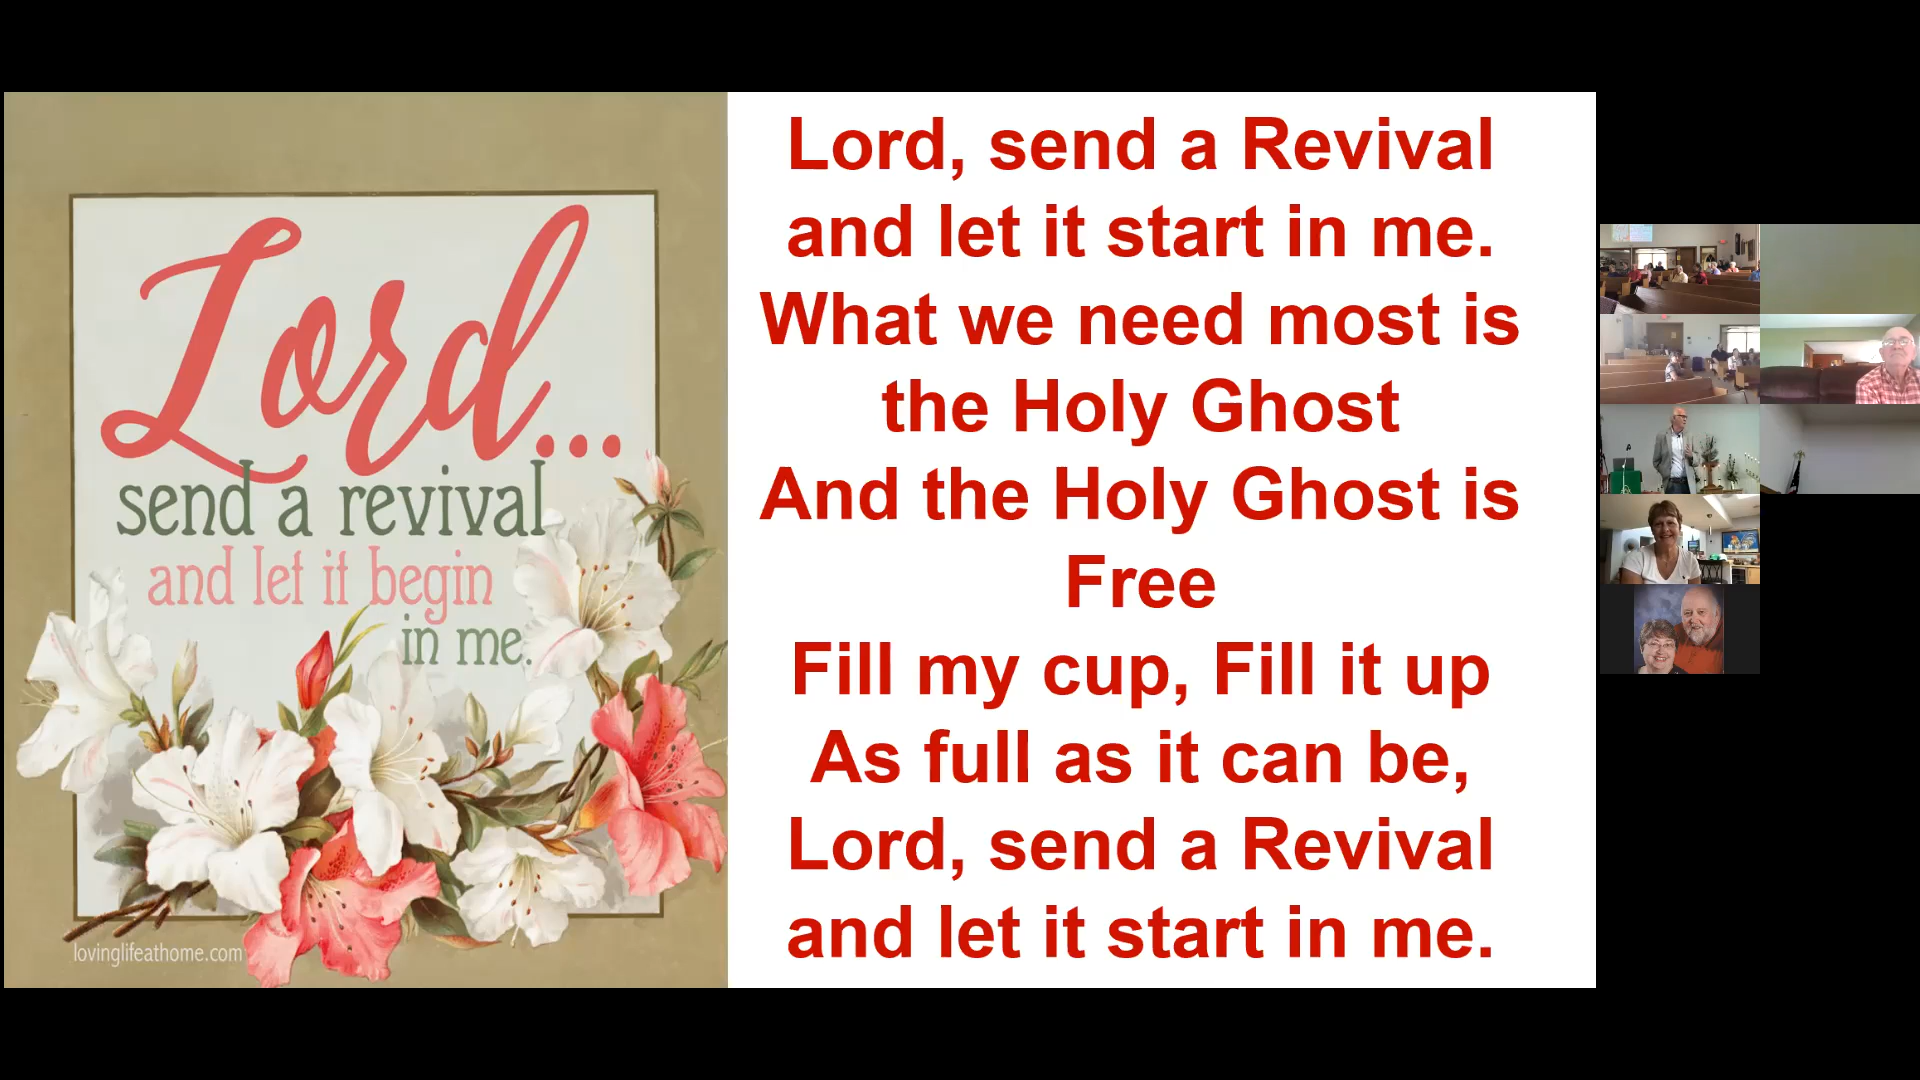 Lord...
send a revival
and let it begin
in me.
lovinglifeathome.com
Lord, send a Revival
and let it start in me.
What we need most is
the Holy Ghost
And the Holy Ghost is
Free
Fill my cup, Fill it up
As full as it can be,
Lord, send a Revival
and let it start in me.